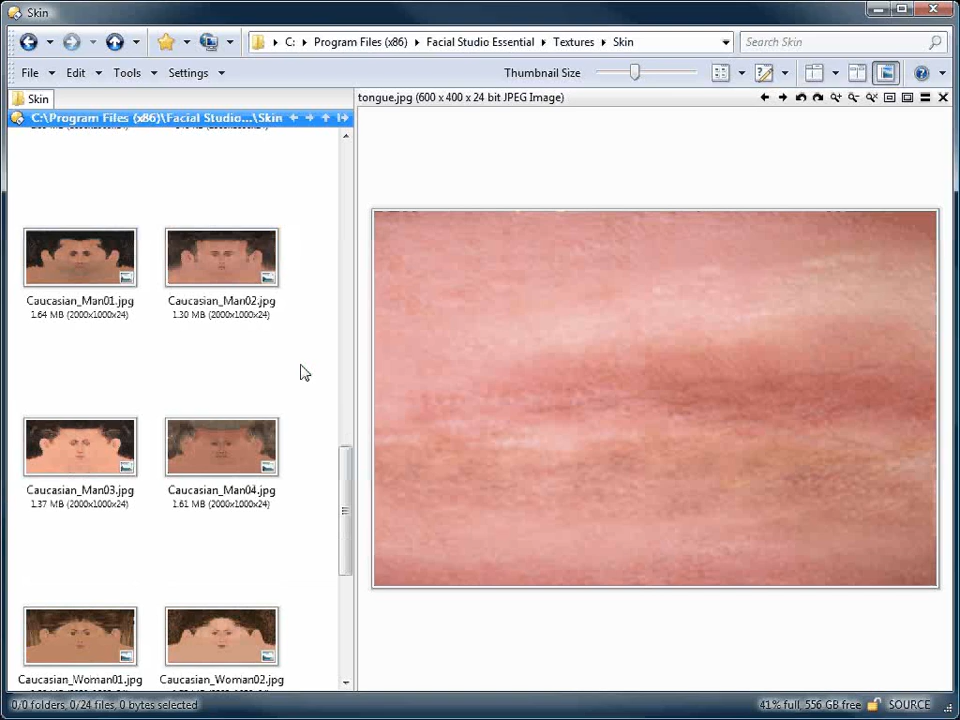 Skin
C:
Program Files (x86)
Facial Studio Essential
Textures
Skin
Search Skin
File
Edit
Tools
Settings
Thumbnail Size
Skin
tongue.jpg (600 x 400 x 24 bit JPEG Image)
C:\Program Files (x86)\Facial Studio...\Skin
Caucasian_Man01.jpg
1.64 MB (2000x1000x24)
Caucasian_Man02.jpg
1.30 MB (2000x1000x24)
Caucasian_Man03.jpg
1.37 MB (2000x1000x24)
Caucasian_Man04.jpg
1.61 MB (2000x1000x24)
Caucasian_Woman01.jpg
Caucasian_Woman02.jpg
0/0 folders, 0/24 files, 0 bytes selected
41% full, 556 GB free
SOURCE